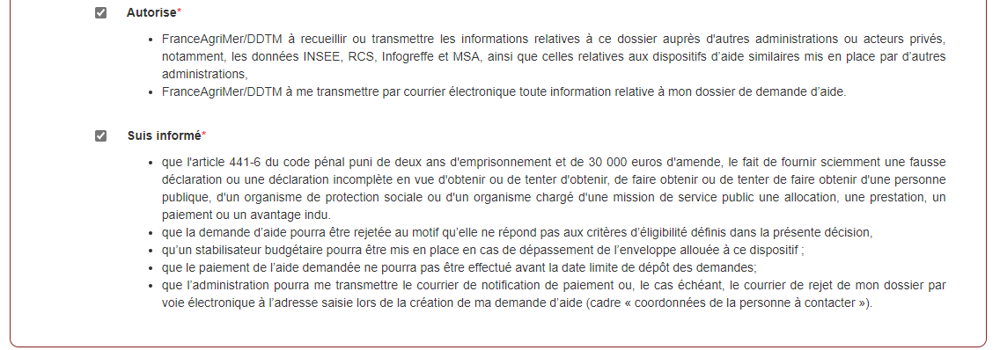 Autorise*
• FranceAgriMer/DDTM à recueillir ou transmettre les informations relatives à ce dossier auprès d'autres administrations ou acteurs privés,
notamment, les données INSEE, RCS, Infogreffe et MSA, ainsi que celles relatives aux dispositifs d’aide similaires mis en place par d’autres
administrations,
• FranceAgriMer/DDTM à me transmettre par courrier électronique toute information relative à mon dossier de demande d’aide.
Suis informé*
• que l'article 441-6 du code pénal puni de deux ans d'emprisonnement et de 30 000 euros d'amende, le fait de fournir sciemment une fausse
déclaration ou une déclaration incomplète en vue d'obtenir ou de tenter d'obtenir, de faire obtenir ou de tenter de faire obtenir d'une personne
publique, d'un organisme de protection sociale ou d'un organisme chargé d'une mission de service public une allocation, une prestation, un
paiement ou un avantage indu.
• que la demande d’aide pourra être rejetée au motif qu’elle ne répond pas aux critères d’éligibilité définis dans la présente décision,
• qu’un stabilisateur budgétaire pourra être mis en place en cas de dépassement de l’enveloppe allouée à ce dispositif ;
• que le paiement de l’aide demandée ne pourra pas être effectué avant la date limite de dépôt des demandes;
• que l’administration pourra me transmettre le courrier de notification de paiement ou, le cas échéant, le courrier de rejet de mon dossier par
voie électronique à l’adresse saisie lors de la création de ma demande d’aide (cadre « coordonnées de la personne à contacter »).